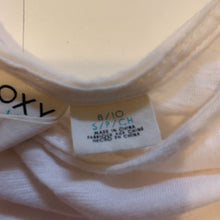 OXY
8/10
S/P/CH
MADE IN CHINA
FABRIQUÉ EN CHINE
HECHO EN CHINA